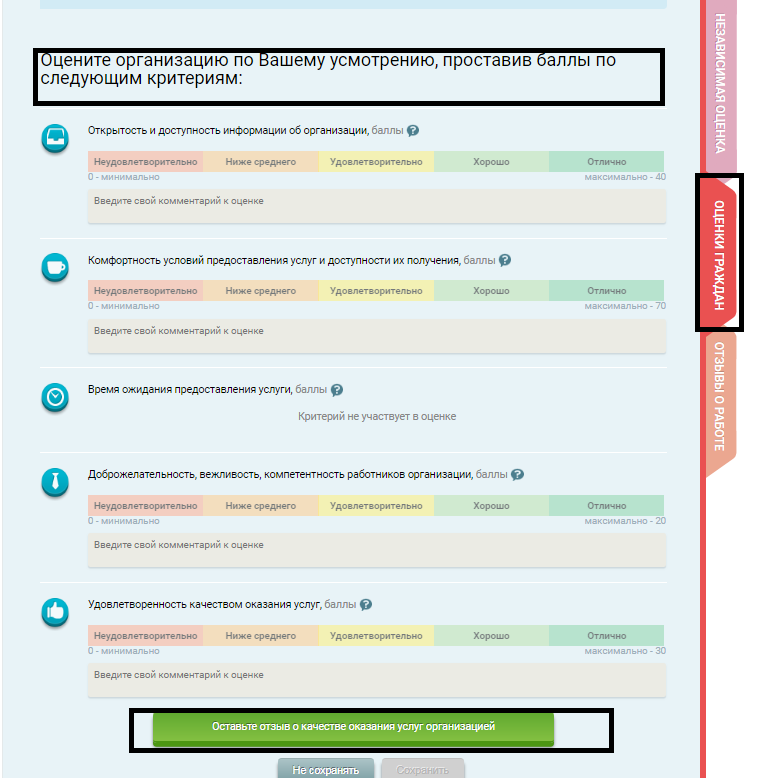 Оцените организацию по Вашему усмотрению, проставив баллы по
следующим критериям:
Открытость и доступность информации об организации, баллы ?
Неудовлетворительно Ниже среднего Удовлетворительно Хорошо Отлично
0 - минимально максимально - 40
Введите свой комментарий к оценке
Комфортность условий предоставления услуг и доступности их получения, баллы ?
Неудовлетворительно Ниже среднего Удовлетворительно Хорошо Отлично
0 - минимально максимально - 70
Введите свой комментарий к оценке
Время ожидания предоставления услуги, баллы ?
Критерий не участвует в оценке
Доброжелательность, вежливость, компетентность работников организации, баллы ?
Неудовлетворительно Ниже среднего Удовлетворительно Хорошо Отлично
0 - минимально максимально - 20
Введите свой комментарий к оценке
Удовлетворенность качеством оказания услуг, баллы ?
Неудовлетворительно Ниже среднего Удовлетворительно Хорошо Отлично
0 - минимально максимально - 30
Введите свой комментарий к оценке
Оставьте отзыв о качестве оказания услуг организацией
Не сохранять Сохранить
НЕЗАВИСИМАЯ ОЦЕНКА
ОЦЕНКИ ГРАЖДАН
ОТЗЫВЫ О РАБОТЕ